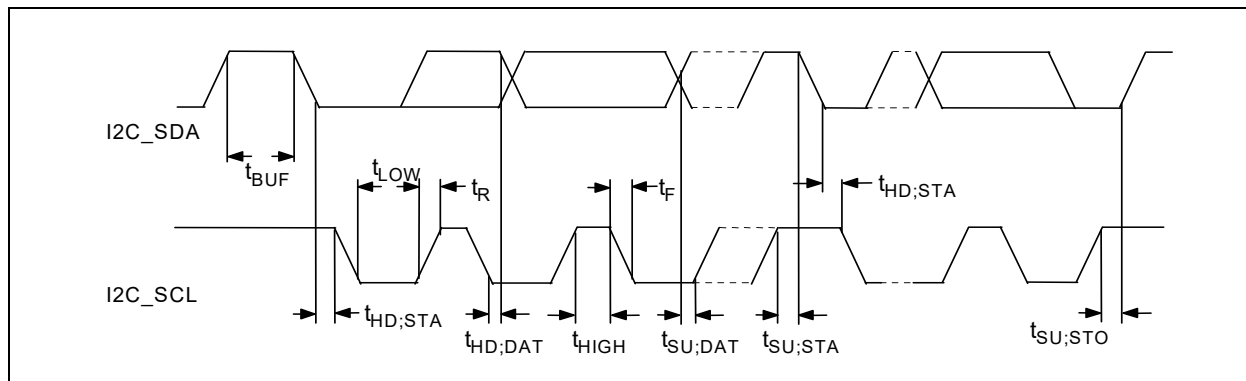 I2C_SDA
tBUF
tLOW
tR
tF
tHD;STA
I2C_SCL
tHD;STA
tHD;DAT
tHIGH
tSU;DAT
tSU;STA
tSU;STO